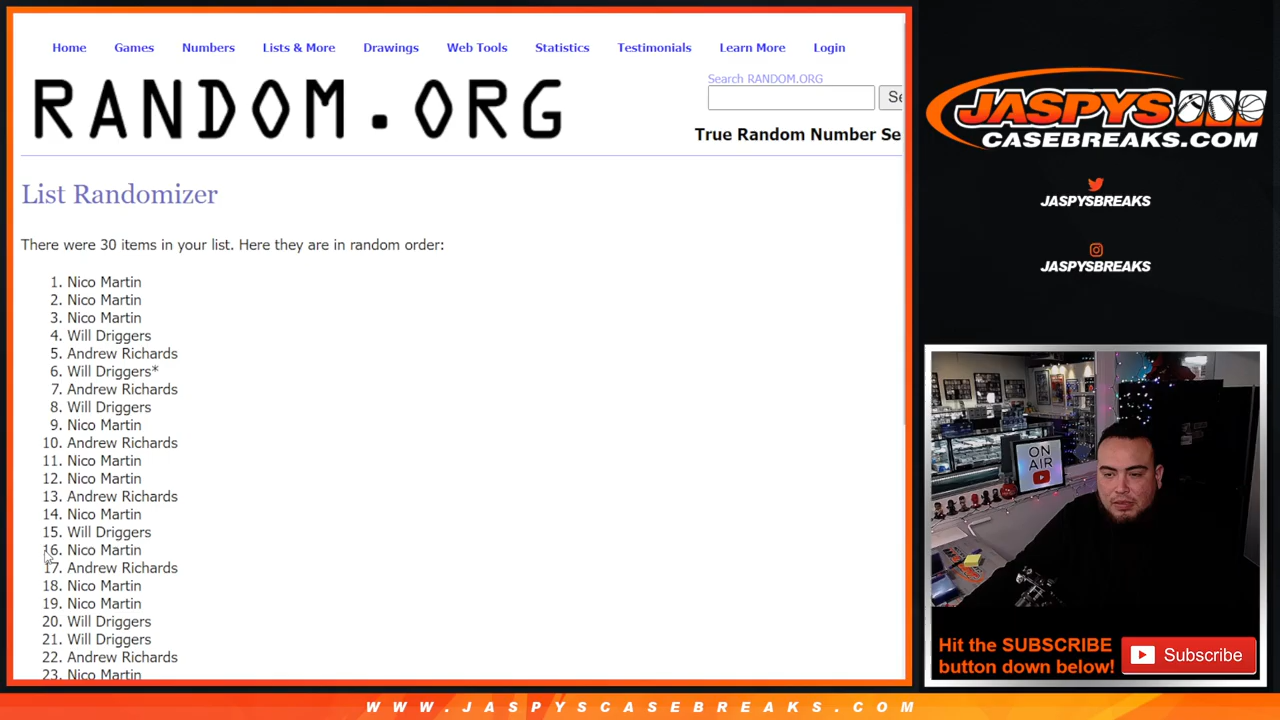 Home Games Numbers Lists & More Drawings Web Tools Statistics Testimonials Learn More Login
RANDOM.ORG
Search RANDOM.ORG
Se
True Random Number Se
List Randomizer
There were 30 items in your list. Here they are in random order:
1. Nico Martin
2. Nico Martin
3. Nico Martin
4. Will Driggers
5. Andrew Richards
6. Will Driggers*
7. Andrew Richards
8. Will Driggers
9. Nico Martin
10. Andrew Richards
11. Nico Martin
12. Nico Martin
13. Andrew Richards
14. Nico Martin
15. Will Driggers
16. Nico Martin
17. Andrew Richards
18. Nico Martin
19. Nico Martin
20. Will Driggers
21. Will Driggers
22. Andrew Richards
23. Nico Martin
JASPYS
CASEBREAKS.COM
JASPYSBREAKS
JASPYSBREAKS
ON
AIR
Hit the SUBSCRIBE
button down below!
Subscribe
WWW.JASPYSCASEBREAKS.COM